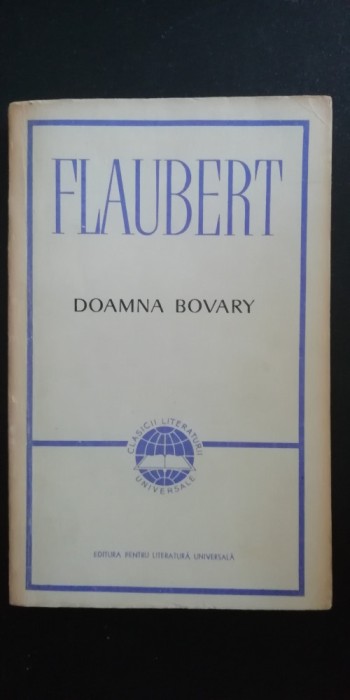 FLAUBERT
DOAMNA BOVARY
CLASICII LITERATURII
UNIVERSALE
EDITURA PENTRU LITERATURĂ UNIVERSALĂ